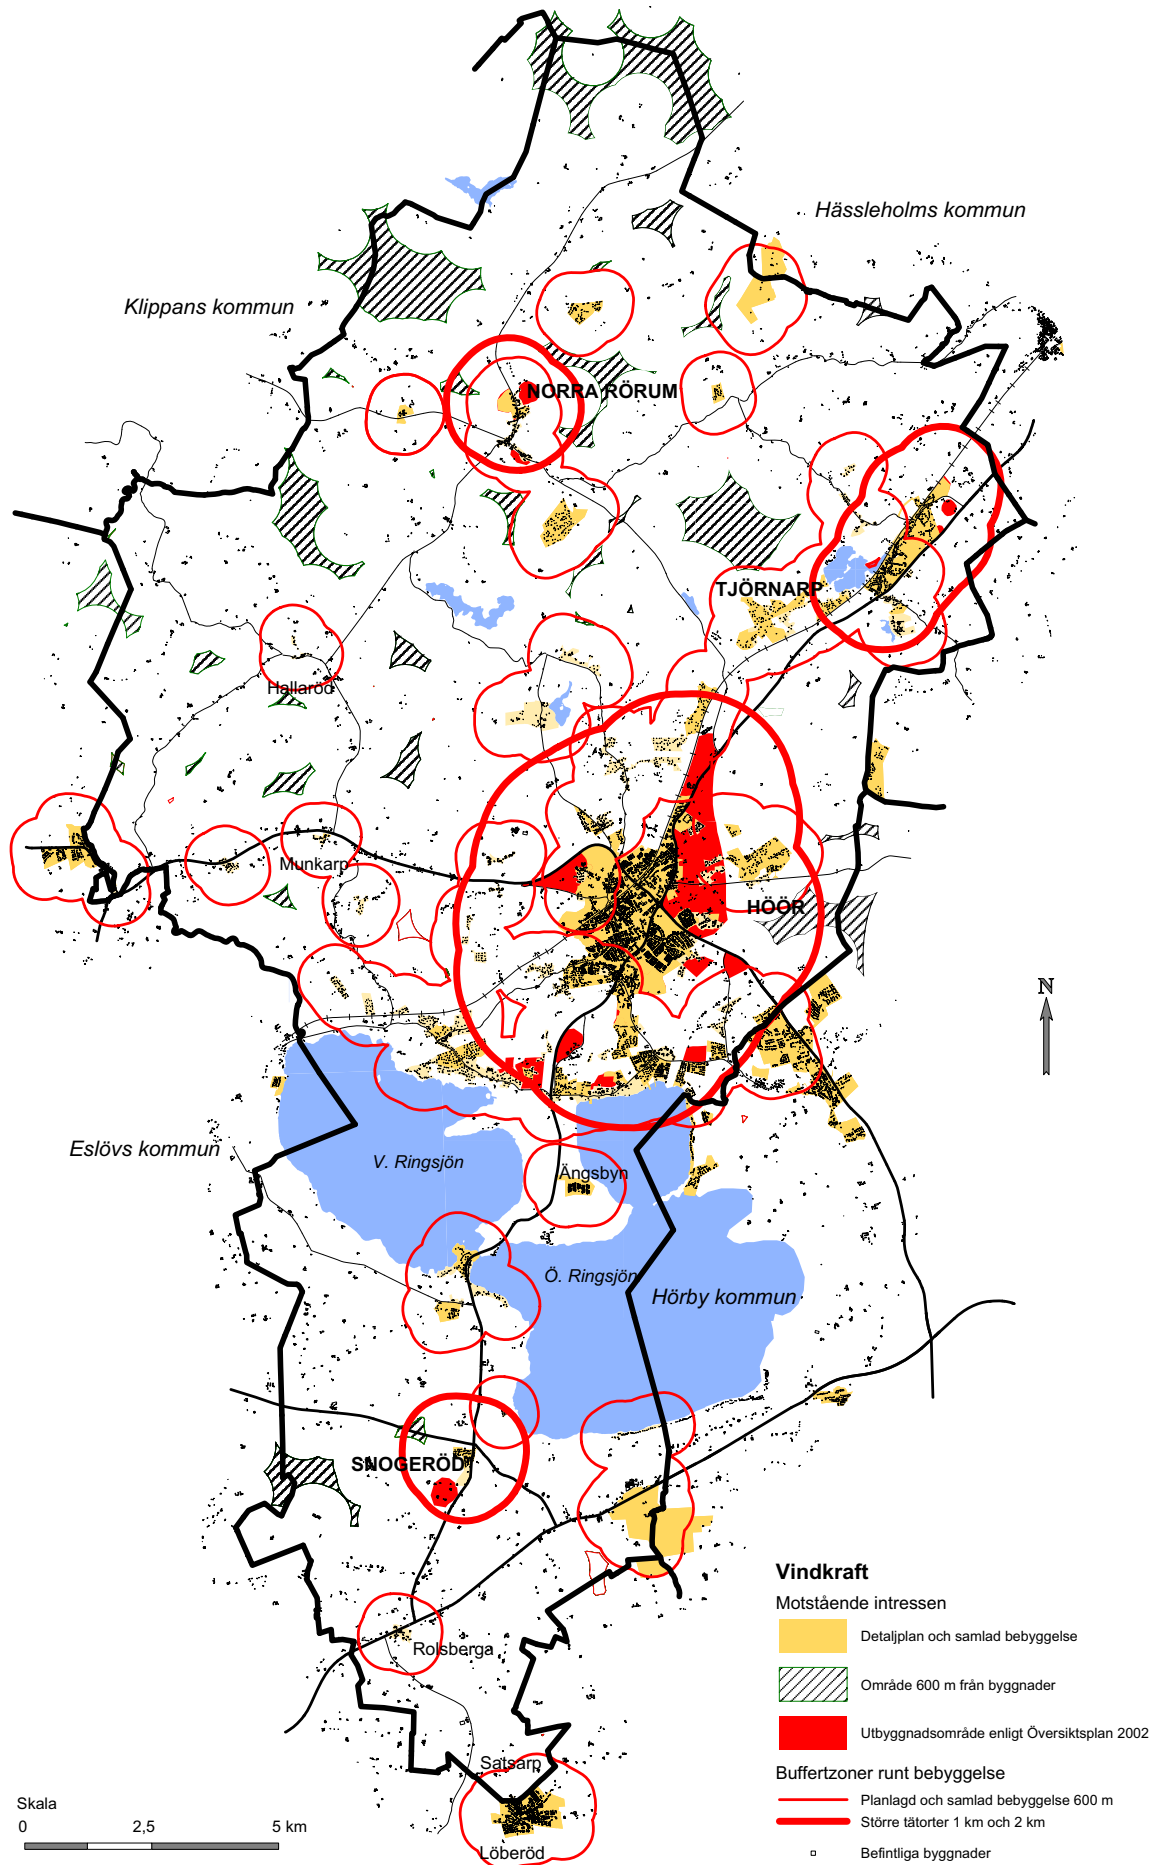 Hässleholms kommun
Klippans kommun
NORRA RÖRUM
TJÖRNARP
Hallaröd
Munkarp
HÖÖR
N
Eslövs kommun
V. Ringsjön
Ängsbyn
Ö. Ringsjön
Hörby kommun
SNOGERÖD
Rolsberga
Satsarp
Löberöd
Vindkraft
Motstående intressen
Detaljplan och samlad bebyggelse
Område 600 m från byggnader
Utbyggnadsområde enligt Översiktsplan 2002
Buffertzoner runt bebyggelse
Planlagd och samlad bebyggelse 600 m
Större tätorter 1 km och 2 km
Befintliga byggnader
Skala
0 2,5 5 km